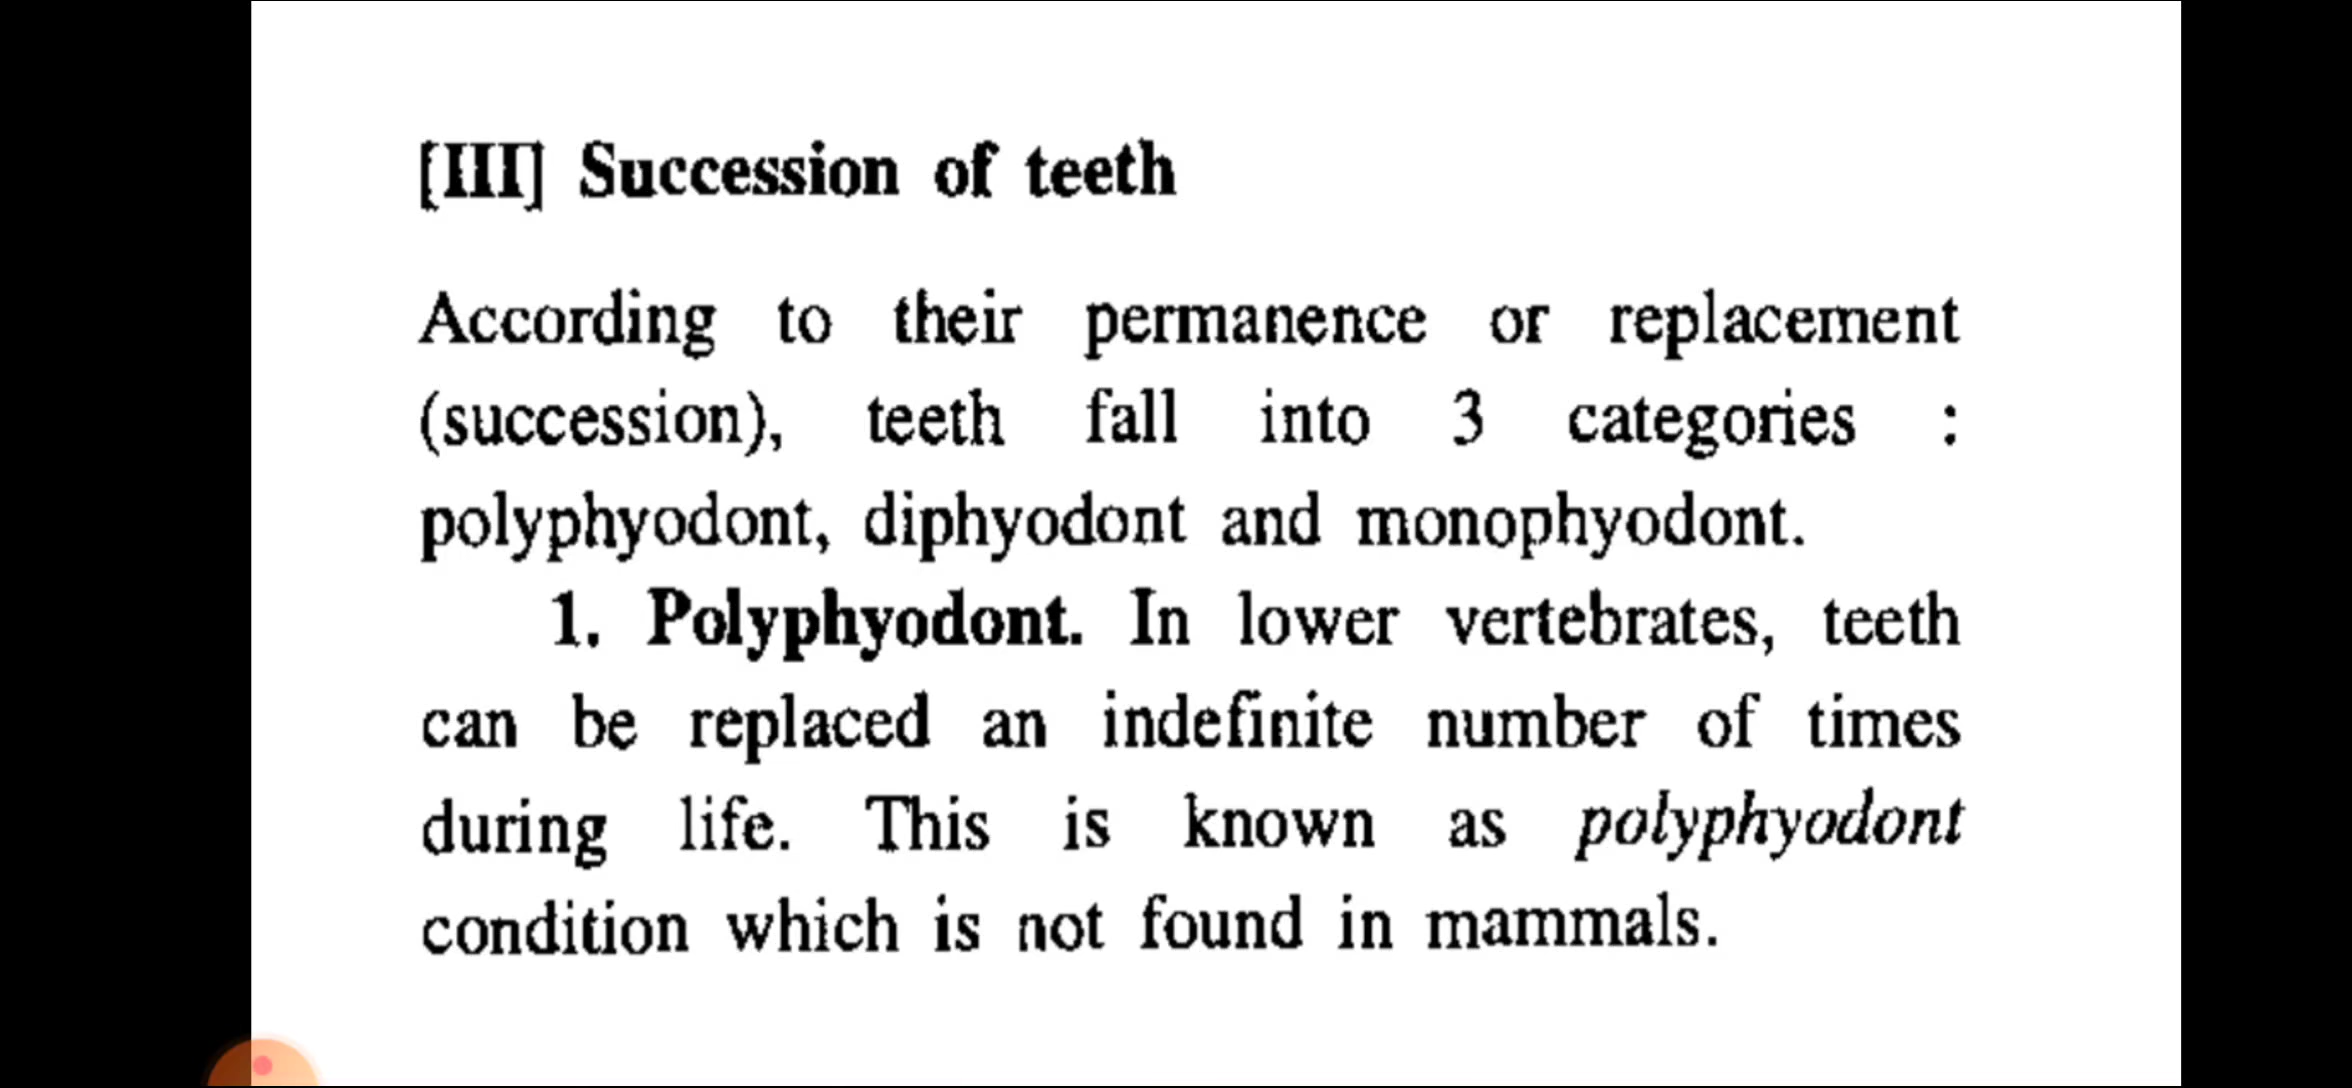 [III] Succession of teeth
According to their permanence or replacement
(succession), teeth fall into 3 categories :
polyphyodont, diphyodont and monophyodont.
1. Polyphyodont. In lower vertebrates, teeth
can be replaced an indefinite number of times
during life. This is known as polyphyodont
condition which is not found in mammals.